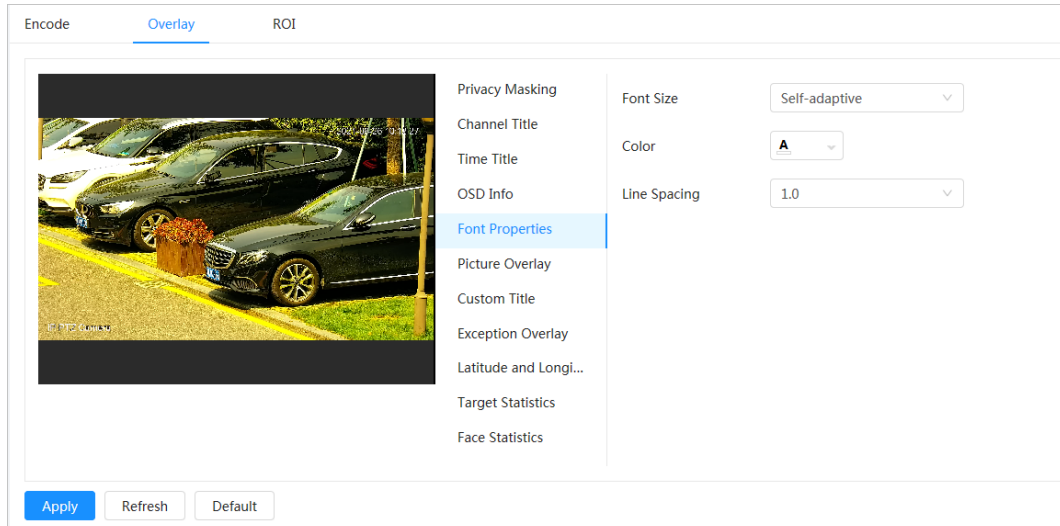 Encode Overlay ROI
Privacy Masking
Channel Title
Time Title
OSD Info
Font Properties
Picture Overlay
Custom Title
Exception Overlay
Latitude and Longi...
Target Statistics
Face Statistics
Font Size Self-adaptive
Color A
Line Spacing 1.0
Apply Refresh Default